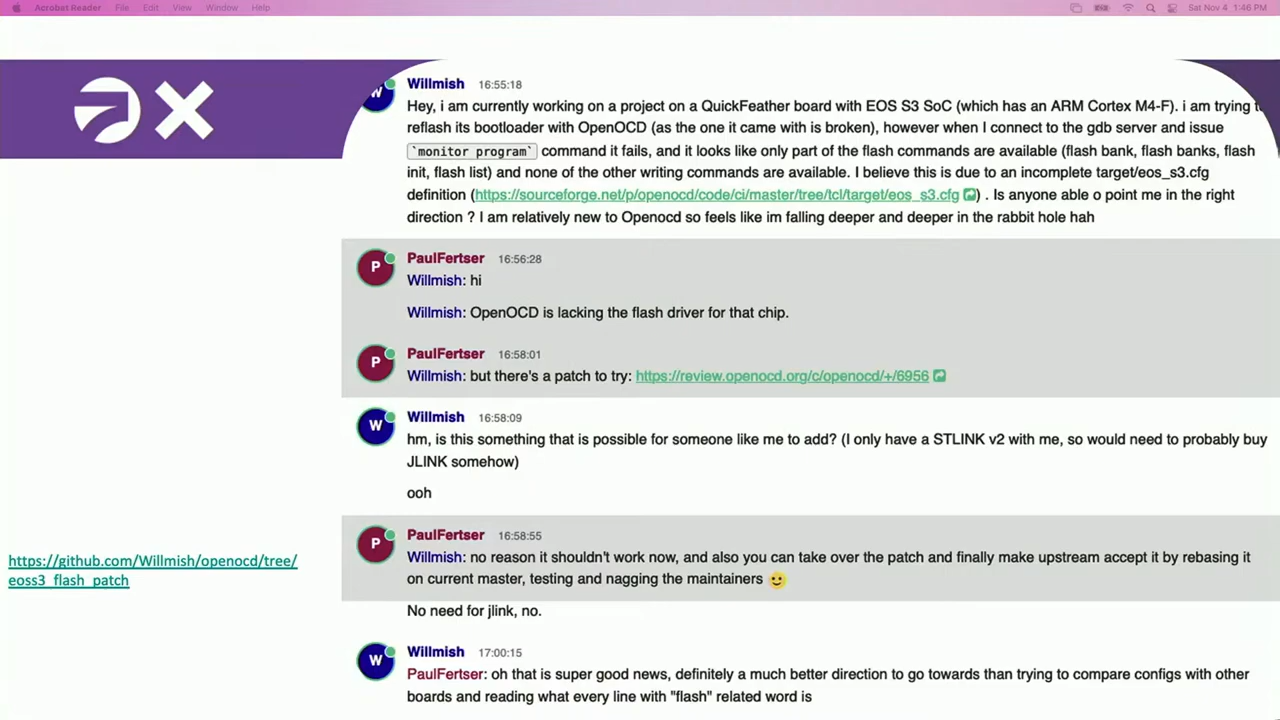 Acrobat Reader File Edit View Window Help Sat Nov 4 1:46 PM
Willmish 16:55:18
W
Hey, i am currently working on a project on a QuickFeather board with EOS S3 SoC (which has an ARM Cortex M4-F). i am trying t
reflash its bootloader with OpenOCD (as the one it came with is broken), however when I connect to the gdb server and issue
`monitor program` command it fails, and it looks like only part of the flash commands are available (flash bank, flash banks, flash
init, flash list) and none of the other writing commands are available. I believe this is due to an incomplete target/eos_s3.cfg
definition (https://sourceforge.net/p/openocd/code/ci/master/tree/tcl/target/eos_s3.cfg) . Is anyone able o point me in the right
direction ? I am relatively new to Openocd so feels like im falling deeper and deeper in the rabbit hole hah
P
PaulFertser 16:56:28
Willmish: hi
Willmish: OpenOCD is lacking the flash driver for that chip.
P
PaulFertser 16:58:01
Willmish: but there's a patch to try: https://review.openocd.org/c/openocd/+/6956
W
Willmish 16:58:09
hm, is this something that is possible for someone like me to add? (I only have a STLINK v2 with me, so would need to probably buy
JLINK somehow)
ooh
P
PaulFertser 16:58:55
Willmish: no reason it shouldn't work now, and also you can take over the patch and finally make upstream accept it by rebasing it
on current master, testing and nagging the maintainers 🙂
No need for jlink, no.
W
Willmish 17:00:15
PaulFertser: oh that is super good news, definitely a much better direction to go towards than trying to compare configs with other
boards and reading what every line with "flash" related word is
https://github.com/Willmish/openocd/tree/
eoss3_flash_patch